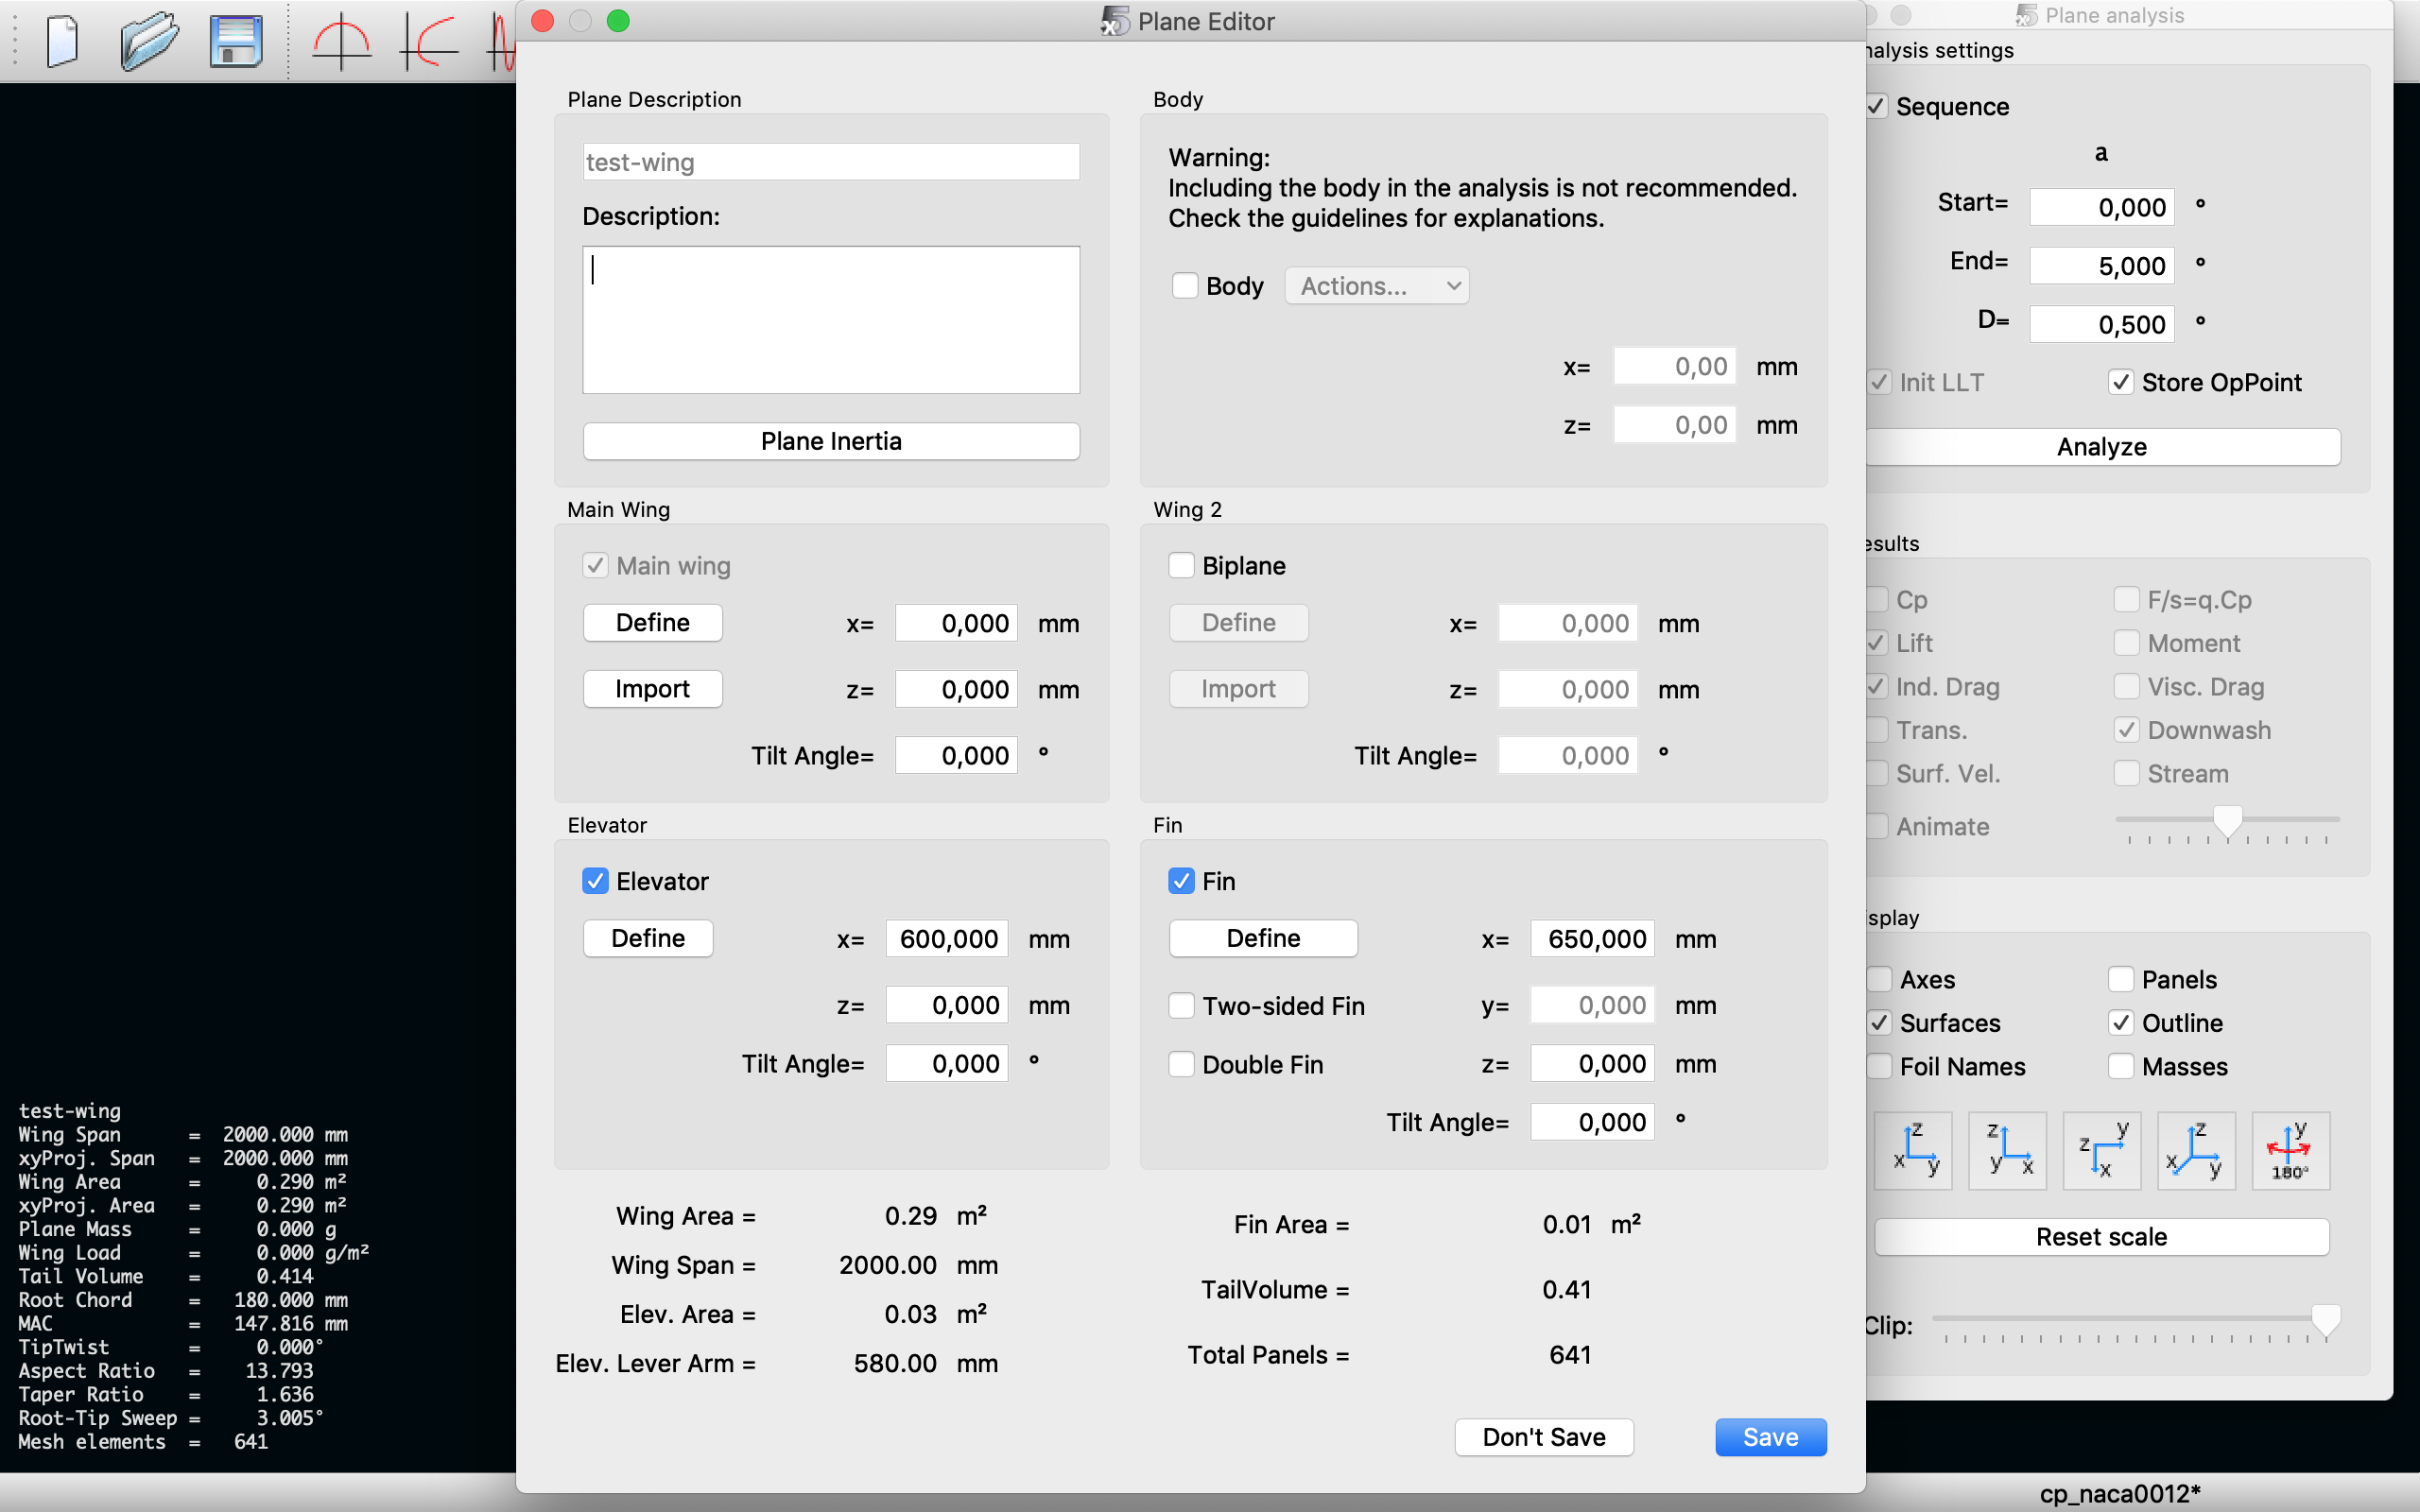 Plane Editor
Plane Description
test-wing
Description:
Plane Inertia
Body
Warning:
Including the body in the analysis is not recommended.
Check the guidelines for explanations.
Body
Actions...
x= 0,00 mm
z= 0,00 mm
Main Wing
Main wing
Define x= 0,000 mm
Import z= 0,000 mm
Tilt Angle= 0,000 °
Wing 2
Biplane
Define x= 0,000 mm
Import z= 0,000 mm
Tilt Angle= 0,000 °
Elevator
Elevator
Define x= 600,000 mm
z= 0,000 mm
Tilt Angle= 0,000 °
Fin
Fin
Define x= 650,000 mm
Two-sided Fin y= 0,000 mm
Double Fin z= 0,000 mm
Tilt Angle= 0,000 °
Wing Area = 0.29 m²
Wing Span = 2000.00 mm
Elev. Area = 0.03 m²
Elev. Lever Arm = 580.00 mm
Fin Area = 0.01 m²
TailVolume = 0.41
Total Panels = 641
Don't Save Save
Plane analysis
nalysis settings
Sequence
a
Start= 0,000 °
End= 5,000 °
D= 0,500 °
Init LLT Store OpPoint
Analyze
esults
Cp F/s=q.Cp
Lift Moment
Ind. Drag Visc. Drag
Trans. Downwash
Surf. Vel. Stream
Animate
splay
Axes Panels
Surfaces Outline
Foil Names Masses
z x y
z y x
z y x
z x y
y 180°
Reset scale
Clip:
test-wing
Wing Span = 2000.000 mm
xyProj. Span = 2000.000 mm
Wing Area = 0.290 m²
xyProj. Area = 0.290 m²
Plane Mass = 0.000 g
Wing Load = 0.000 g/m²
Tail Volume = 0.414
Root Chord = 180.000 mm
MAC = 147.816 mm
TipTwist = 0.000°
Aspect Ratio = 13.793
Taper Ratio = 1.636
Root-Tip Sweep = 3.005°
Mesh elements = 641
cp_naca0012*